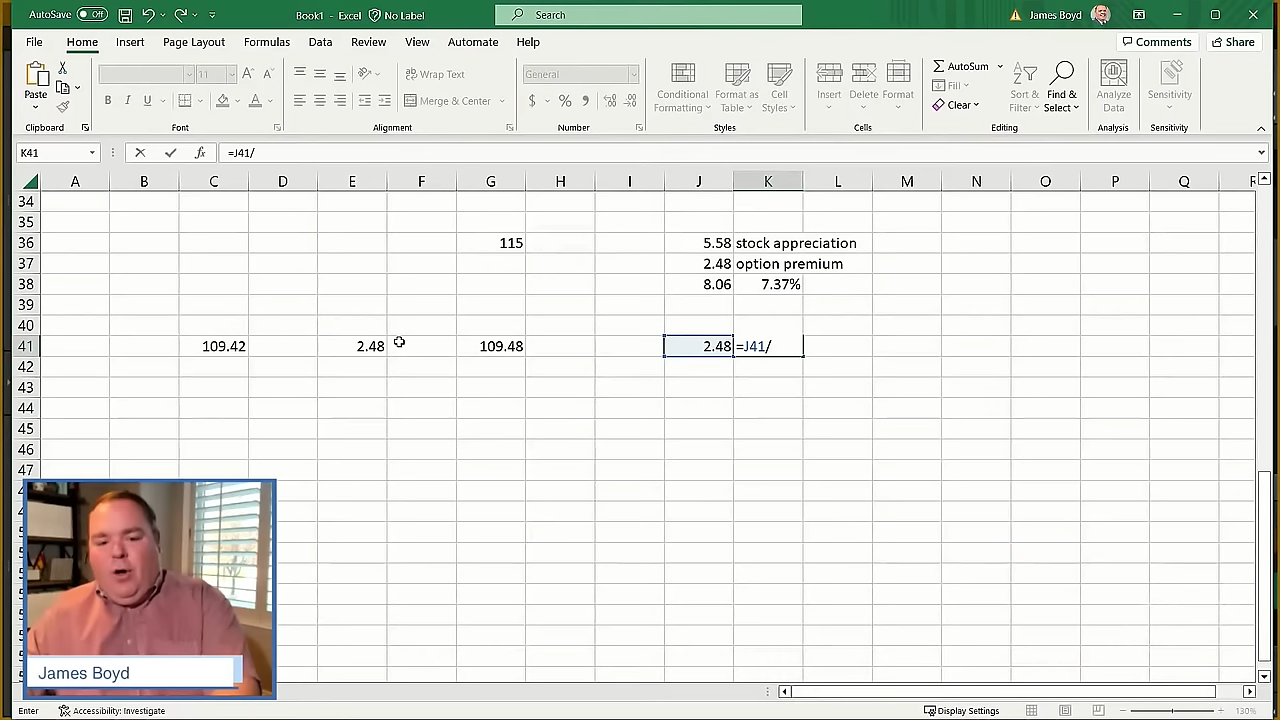 AutoSave Off Book1 - Excel No Label Search James Boyd
File Home Insert Page Layout Formulas Data Review View Automate Help Comments Share
Paste
Clipboard
11
B I U A
Font
Wrap Text
Merge & Center
Alignment
General
$ % 9
Number
Conditional Formatting
Format as Table
Cell Styles
Styles
Insert Delete Format
Cells
AutoSum
Fill
Clear
Sort & Filter
Find & Select
Editing
Analyze Data
Analysis
Sensitivity
Sensitivity
K41 fx =J41/
A B C D E F G H I J K L M N O P Q R
34
35
36 115 5.58 stock appreciation
37 2.48 option premium
38 8.06 7.37%
39
40
41 109.42 2.48 109.48 2.48 =J41/
42
43
44
45
46
47
James Boyd
Enter Accessibility: Investigate Display Settings 130%